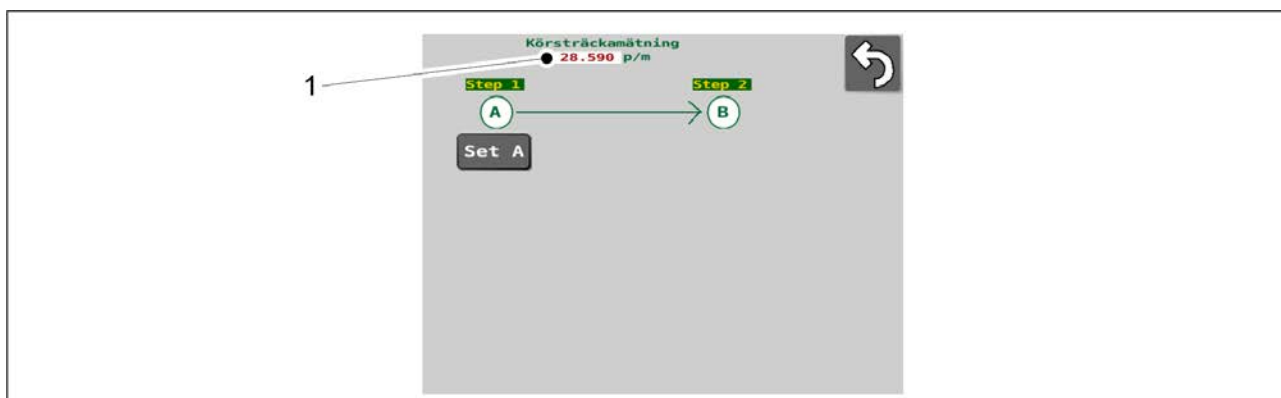 Körsträckamätning
1
28.590 p/m
Step 1 Step 2
A B
Set A